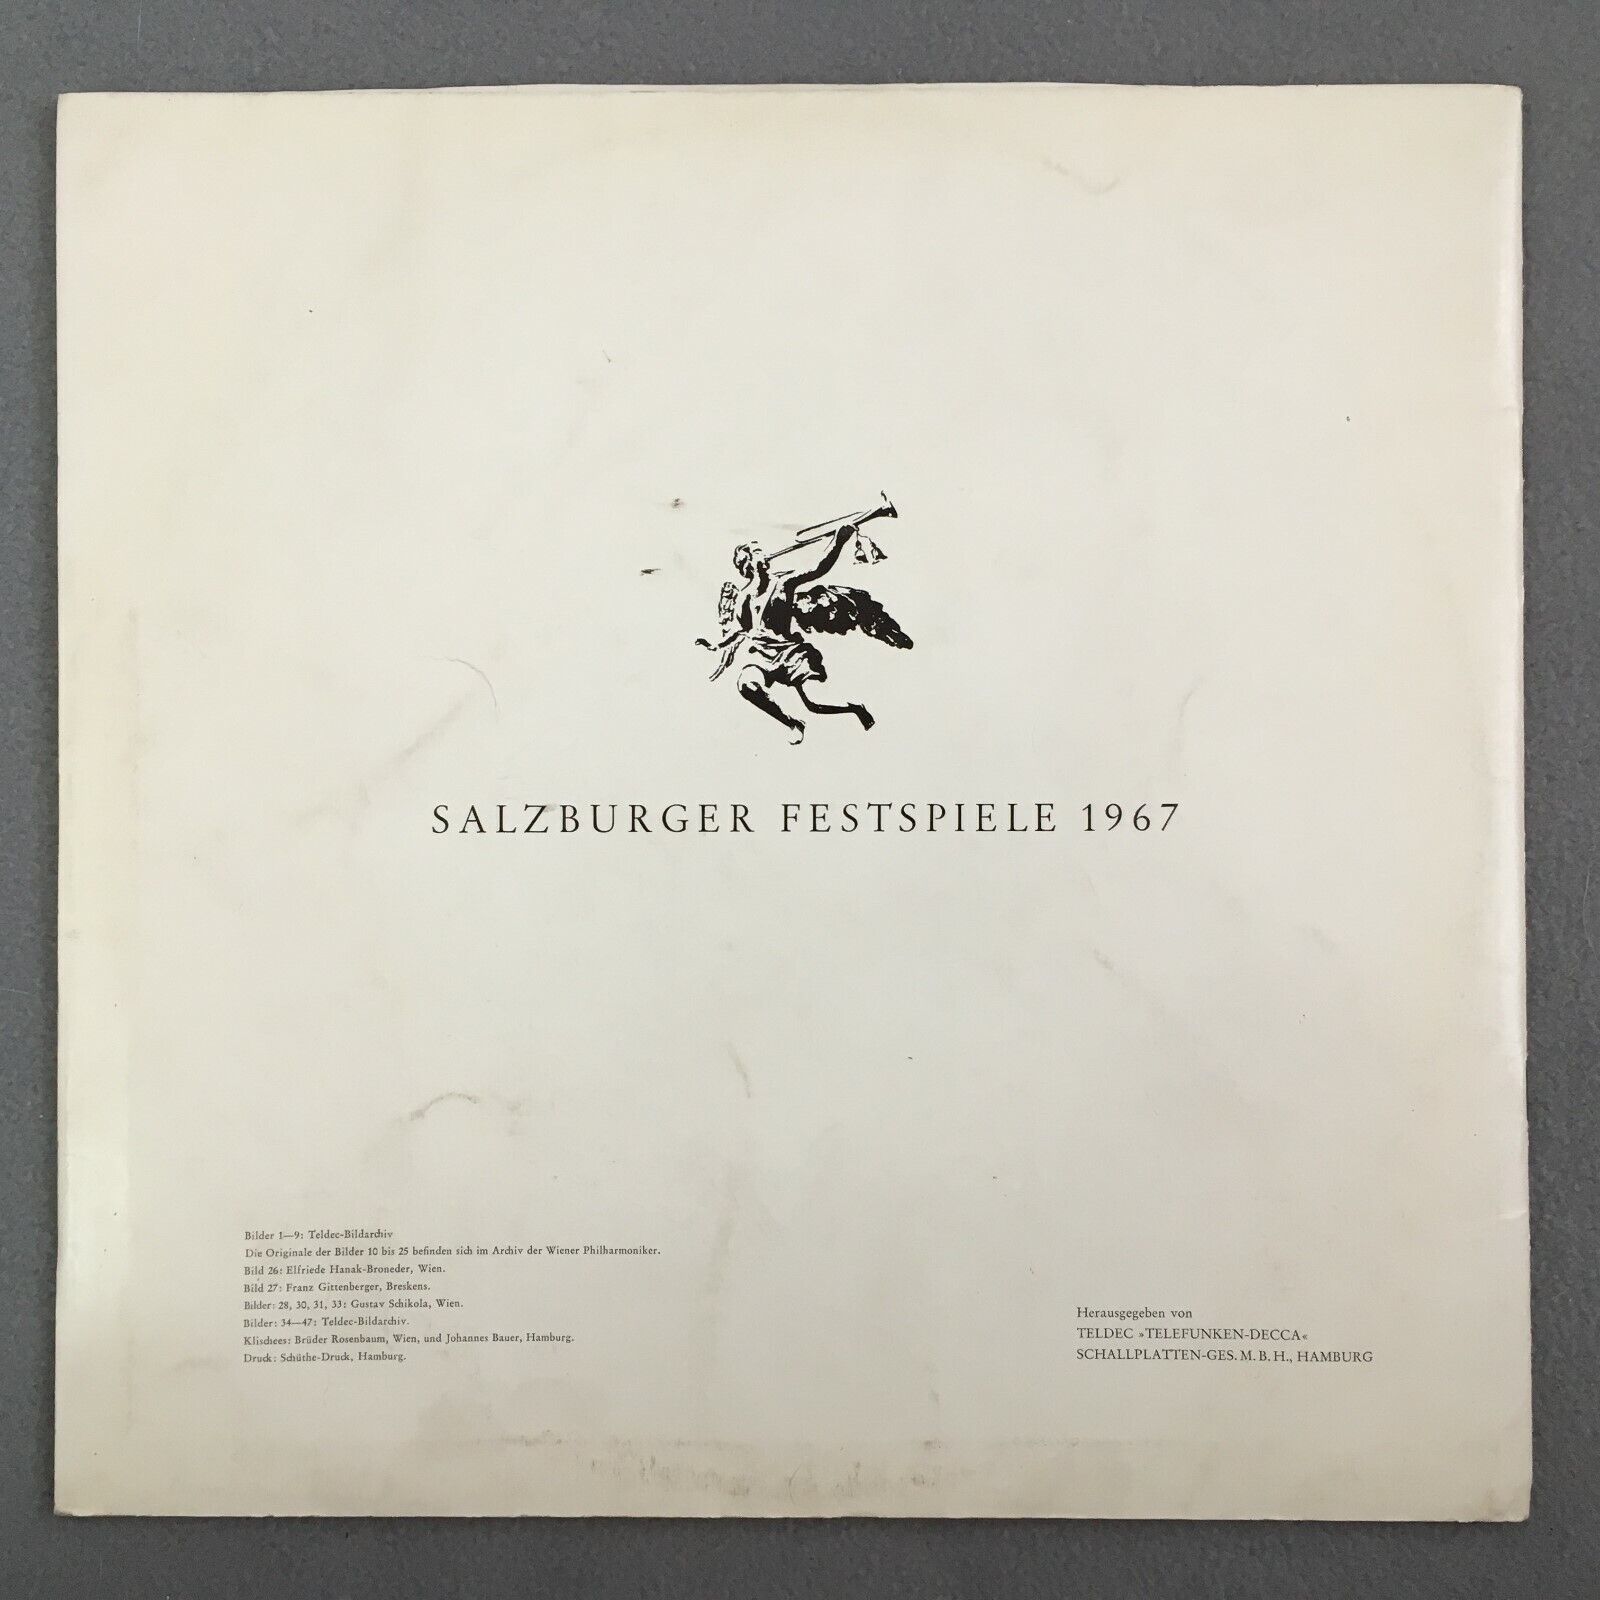 SALZBURGER FESTSPIELE 1967
Bilder 1—9: Teldec-Bildarchiv
Die Originale der Bilder 10 bis 25 befinden sich im Archiv der Wiener Philharmoniker.
Bild 26: Elfriede Hanak-Broneder, Wien.
Bild 27: Franz Gittenberger, Breskens.
Bilder: 28, 30, 31, 33: Gustav Schikola, Wien.
Bilder: 34—47: Teldec-Bildarchiv.
Klischees: Brüder Rosenbaum, Wien, und Johannes Bauer, Hamburg.
Druck: Schüthe-Druck, Hamburg.
Herausgegeben von
TELDEC »TELEFUNKEN-DECCA«
SCHALLPLATTEN-GES. M. B. H., HAMBURG